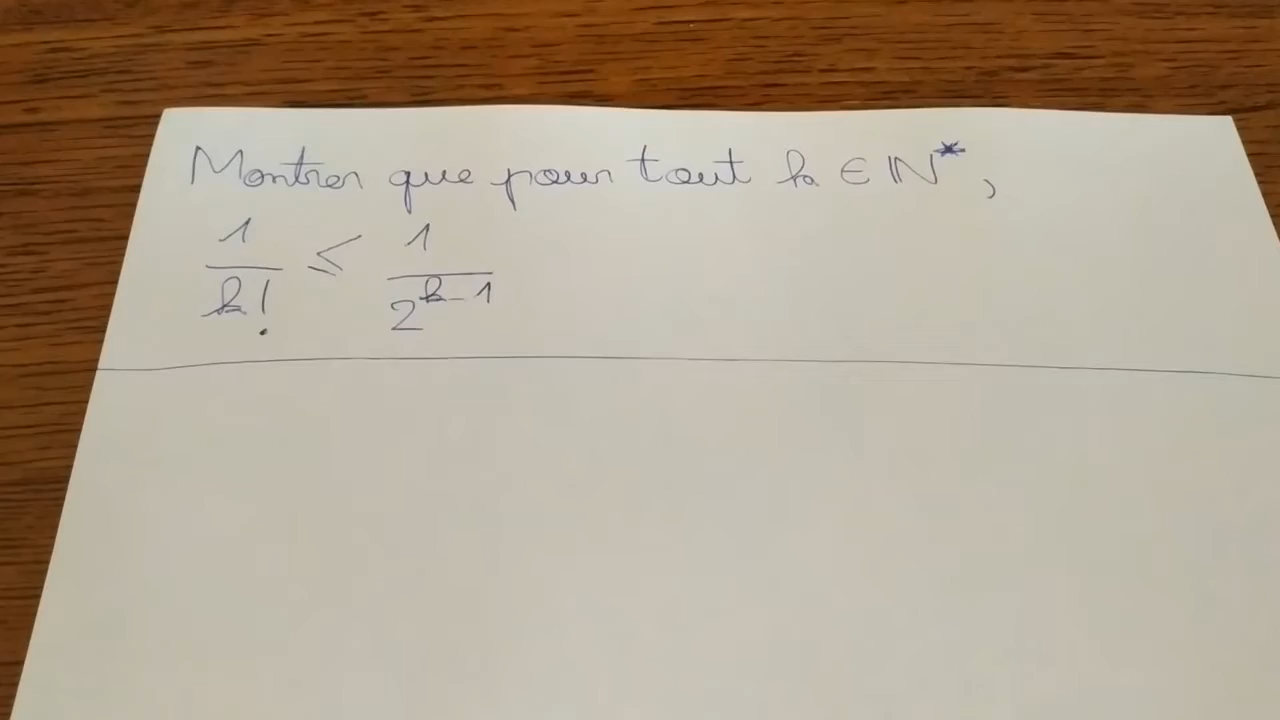 Montrer que pour tout k ∈ ℕ*,
1/k! ≤ 1/2^(k-1)